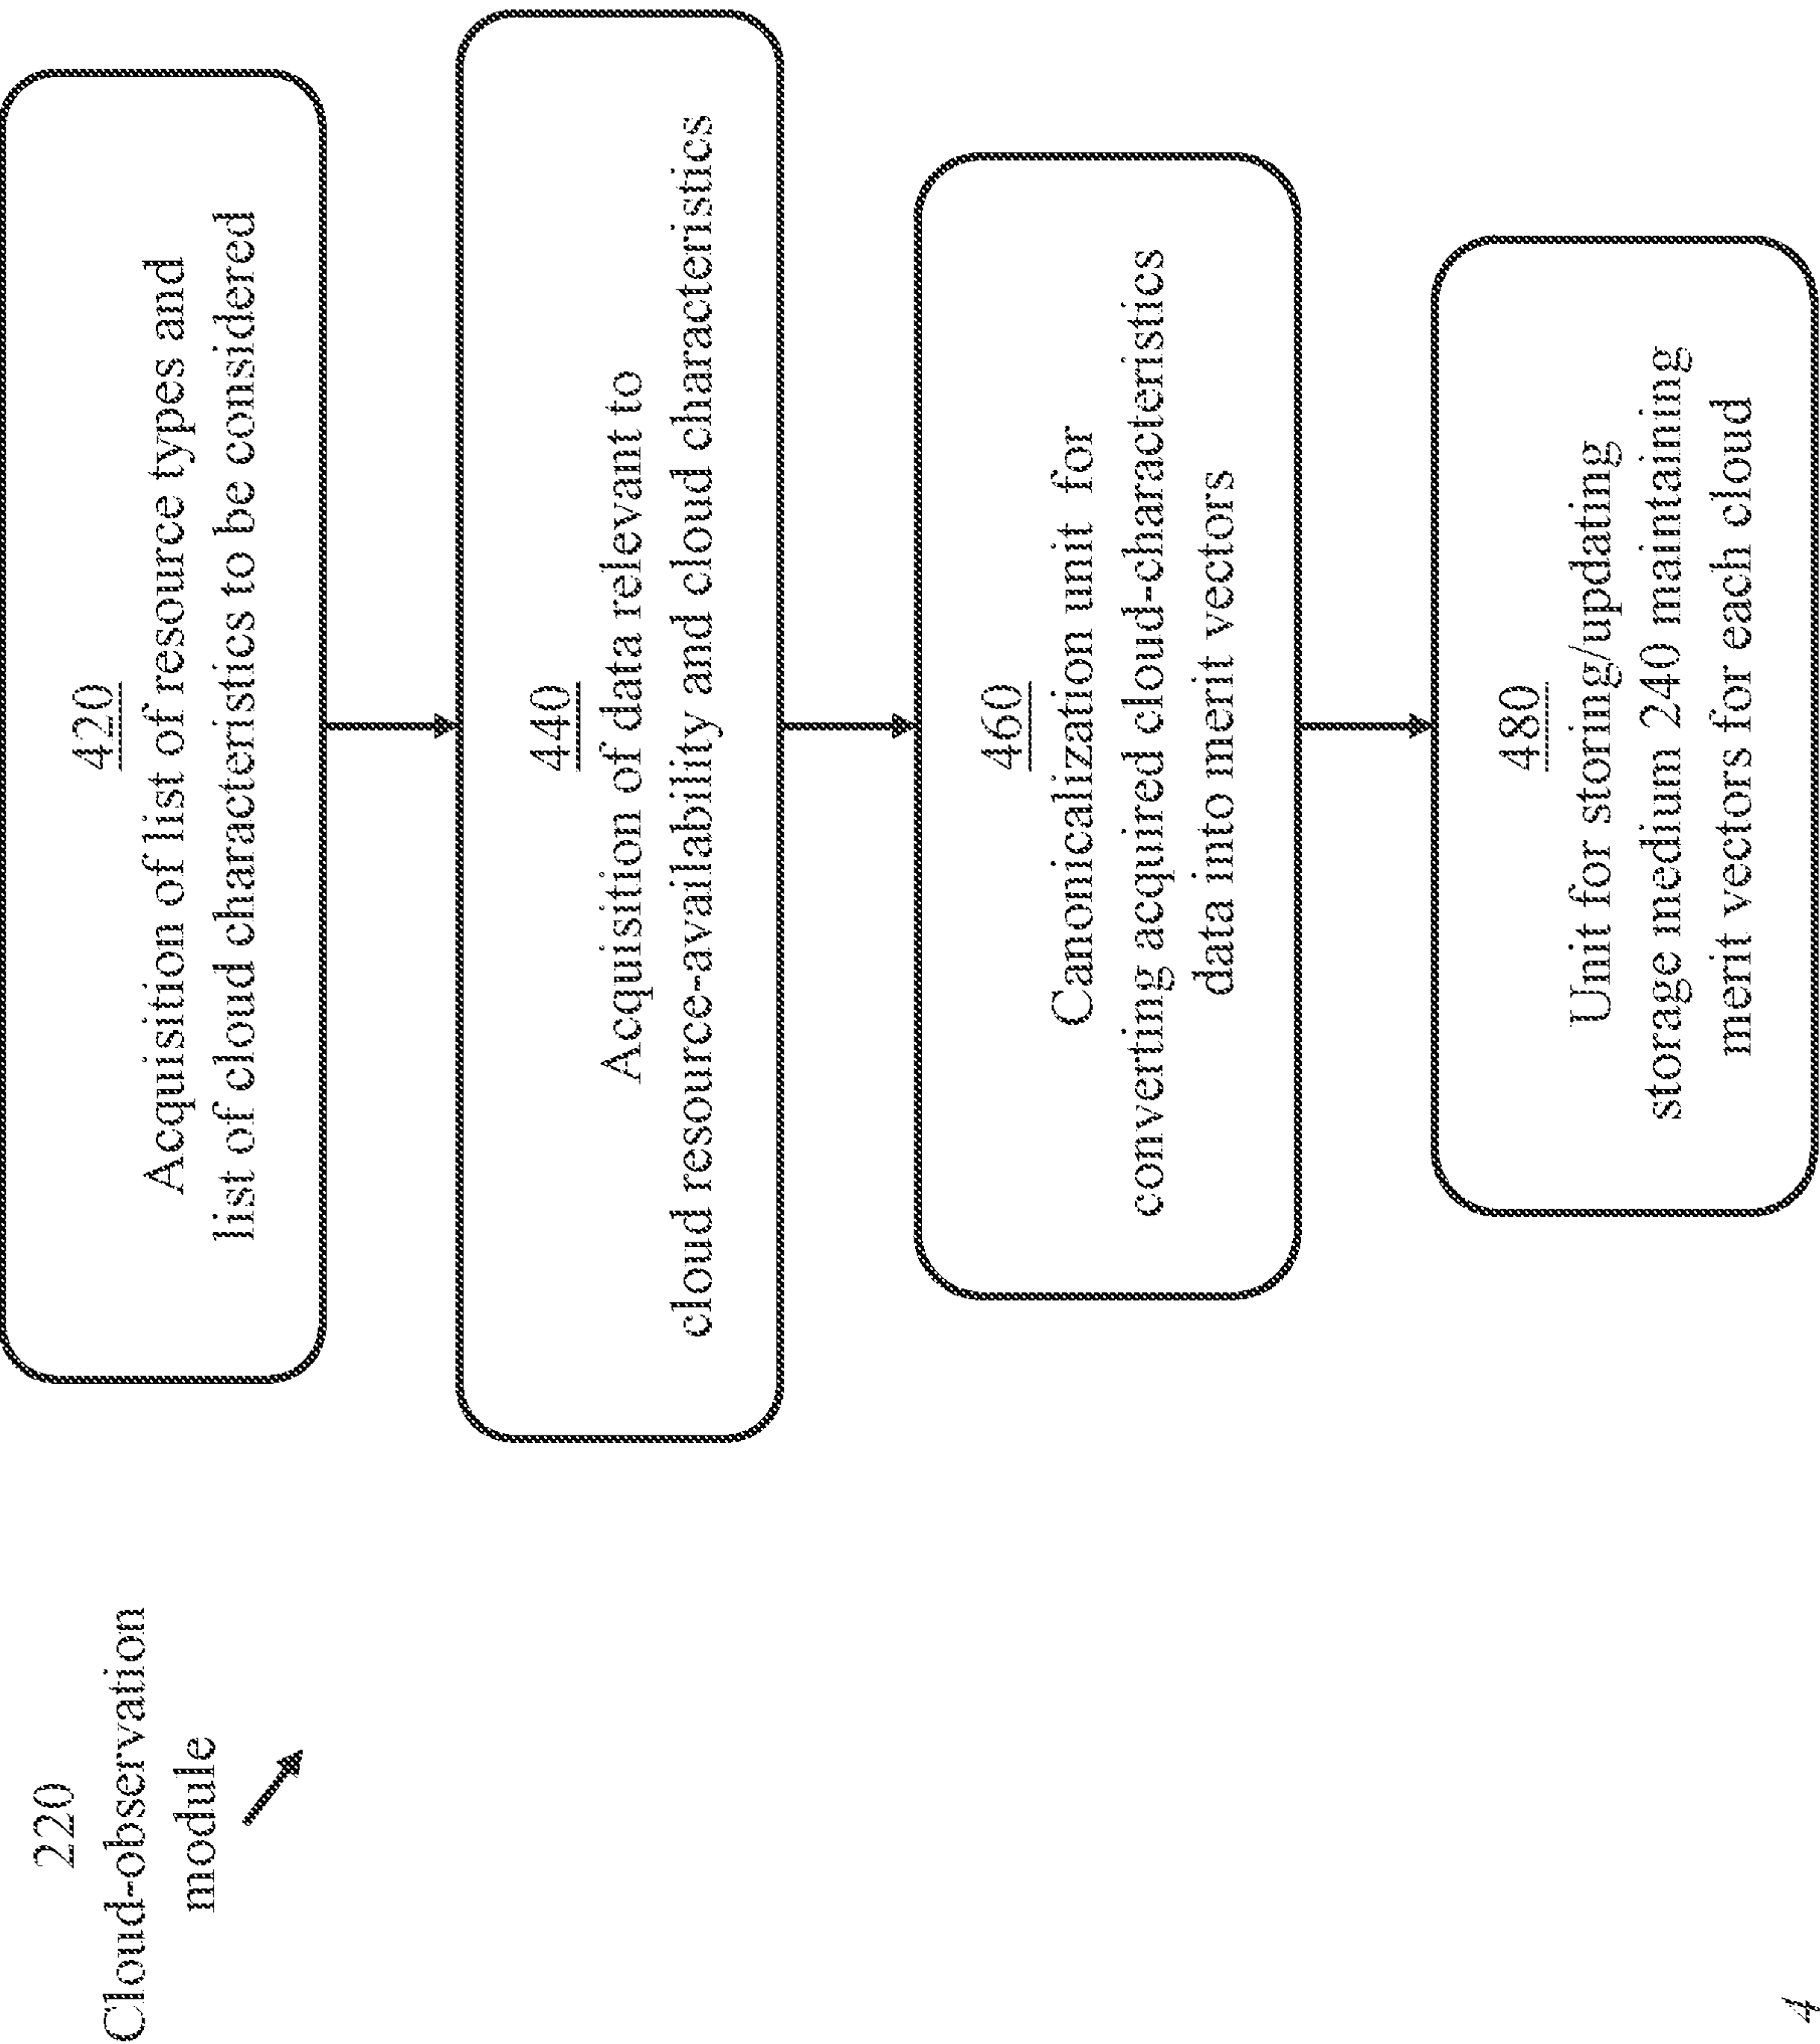 220
Cloud-observation
module
420
Acquisition of list of resource types and
list of cloud characteristics to be considered
440
Acquisition of data relevant to
cloud resource-availability and cloud characteristics
460
Canonicalization unit for
converting acquired cloud-characteristics
data into merit vectors
480
Unit for storing/updating
storage medium 240 maintaining
merit vectors for each cloud
4